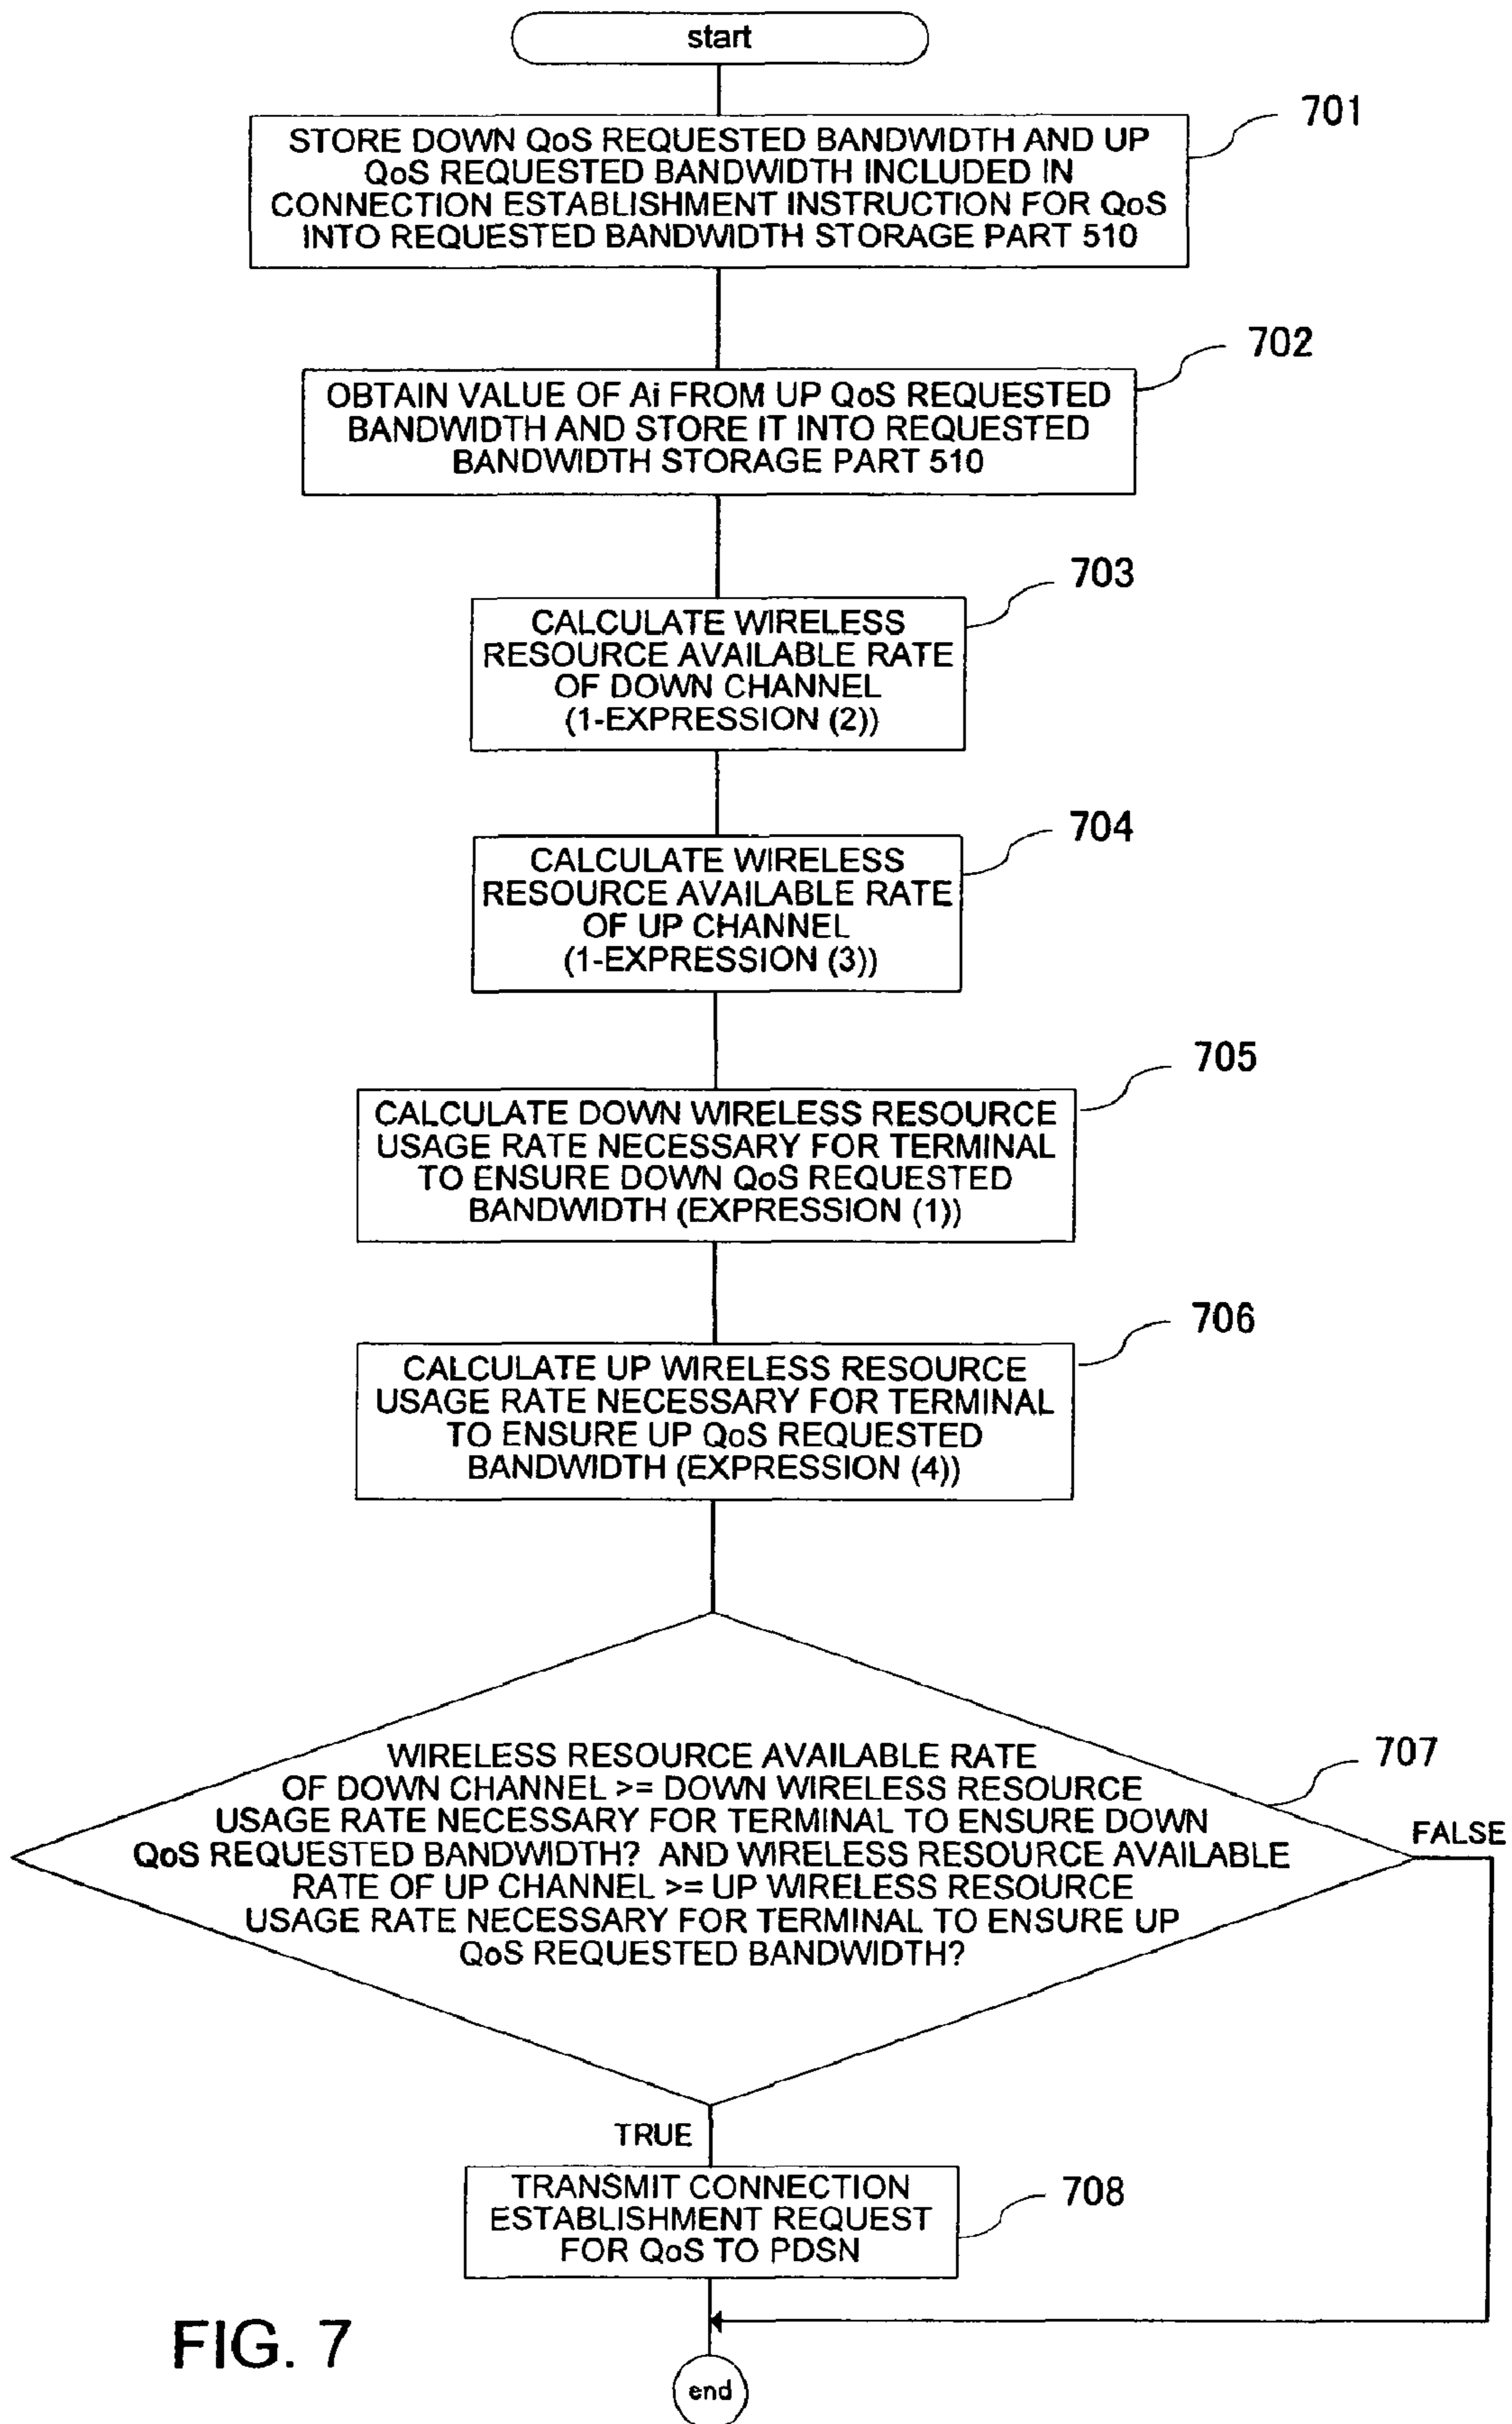 start
701
STORE DOWN QoS REQUESTED BANDWIDTH AND UP
QoS REQUESTED BANDWIDTH INCLUDED IN
CONNECTION ESTABLISHMENT INSTRUCTION FOR QoS
INTO REQUESTED BANDWIDTH STORAGE PART 510
702
OBTAIN VALUE OF Ai FROM UP QoS REQUESTED
BANDWIDTH AND STORE IT INTO REQUESTED
BANDWIDTH STORAGE PART 510
703
CALCULATE WIRELESS
RESOURCE AVAILABLE RATE
OF DOWN CHANNEL
(1-EXPRESSION (2))
704
CALCULATE WIRELESS
RESOURCE AVAILABLE RATE
OF UP CHANNEL
(1-EXPRESSION (3))
705
CALCULATE DOWN WIRELESS RESOURCE
USAGE RATE NECESSARY FOR TERMINAL
TO ENSURE DOWN QoS REQUESTED
BANDWIDTH (EXPRESSION (1))
706
CALCULATE UP WIRELESS RESOURCE
USAGE RATE NECESSARY FOR TERMINAL
TO ENSURE UP QoS REQUESTED
BANDWIDTH (EXPRESSION (4))
707
WIRELESS RESOURCE AVAILABLE RATE
OF DOWN CHANNEL >= DOWN WIRELESS RESOURCE
USAGE RATE NECESSARY FOR TERMINAL TO ENSURE DOWN
QoS REQUESTED BANDWIDTH? AND WIRELESS RESOURCE AVAILABLE
RATE OF UP CHANNEL >= UP WIRELESS RESOURCE
USAGE RATE NECESSARY FOR TERMINAL TO ENSURE UP
QoS REQUESTED BANDWIDTH?
FALSE
TRUE
708
TRANSMIT CONNECTION
ESTABLISHMENT REQUEST
FOR QoS TO PDSN
FIG. 7
end